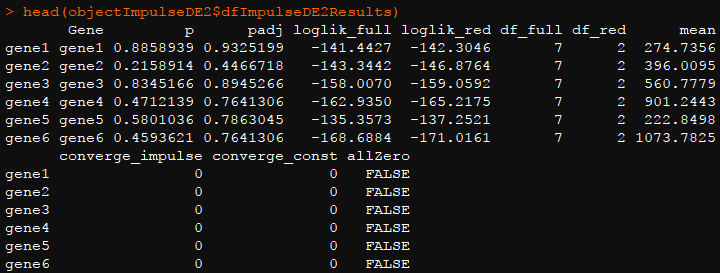 > head(objectImpulseDE2$dfImpulseDE2Results)
Gene p padj loglik_full loglik_red df_full df_red mean
gene1 gene1 0.8858939 0.9325199 -141.4427 -142.3046 7 2 274.7356
gene2 gene2 0.2158914 0.4466718 -143.3442 -146.8764 7 2 396.0095
gene3 gene3 0.8345166 0.8945266 -158.0070 -159.0592 7 2 560.7779
gene4 gene4 0.4712139 0.7641306 -162.9350 -165.2175 7 2 901.2443
gene5 gene5 0.5801036 0.7863045 -135.3573 -137.2521 7 2 222.8498
gene6 gene6 0.4593621 0.7641306 -168.6884 -171.0161 7 2 1073.7825
converge_impulse converge_const allZero
gene1 0 0 FALSE
gene2 0 0 FALSE
gene3 0 0 FALSE
gene4 0 0 FALSE
gene5 0 0 FALSE
gene6 0 0 FALSE